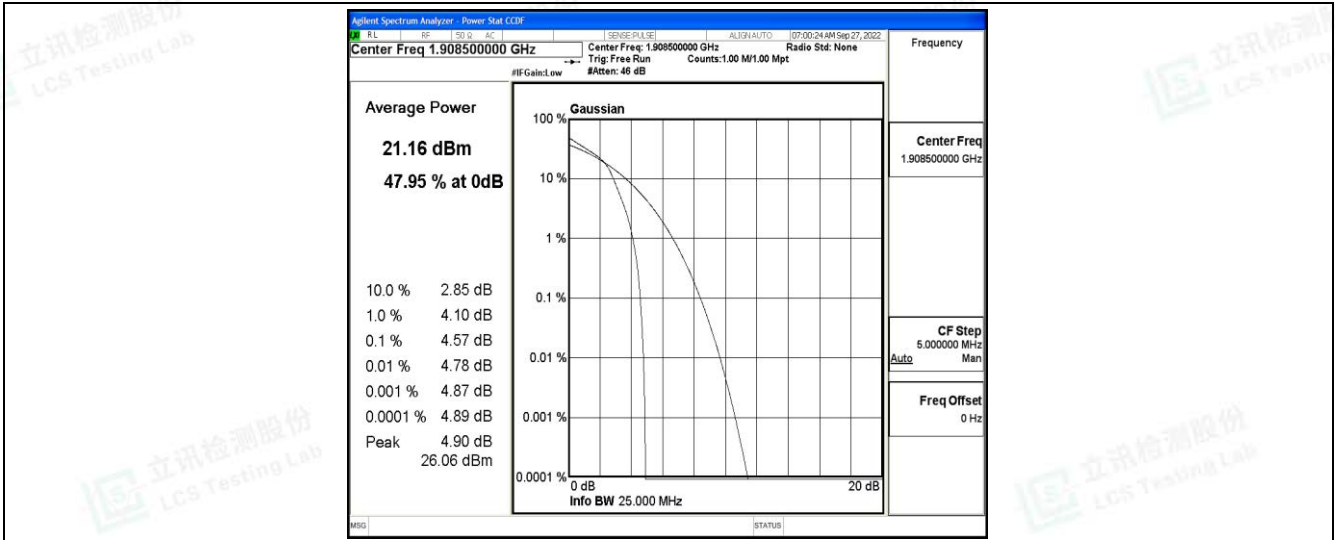 立讯检测股份
LCS Testing Lab
立讯检测股份
LCS Testing Lab
Agilent Spectrum Analyzer - Power Stat CCDF
RL RF 50 Ω AC SENSE:PULSE ALIGN AUTO 07:00:24 AM Sep 27, 2022
Center Freq 1.908500000 GHz
Center Freq: 1.908500000 GHz Radio Std: None
Trig: Free Run Counts:1.00 M/1.00 Mpt
#IFGain:Low #Atten: 46 dB
Frequency
Average Power
21.16 dBm
47.95 % at 0dB
10.0 % 2.85 dB
1.0 % 4.10 dB
0.1 % 4.57 dB
0.01 % 4.78 dB
0.001 % 4.87 dB
0.0001 % 4.89 dB
Peak 4.90 dB
26.06 dBm
Gaussian
100 %
10 %
1 %
0.1 %
0.01 %
0.001 %
0.0001 %
0 dB 20 dB
Info BW 25.000 MHz
Center Freq
1.908500000 GHz
CF Step
5.000000 MHz
Auto Man
Freq Offset
0 Hz
MSG STATUS
立讯检测股份
LCS Testing Lab
立讯检测股份
LCS Testing Lab